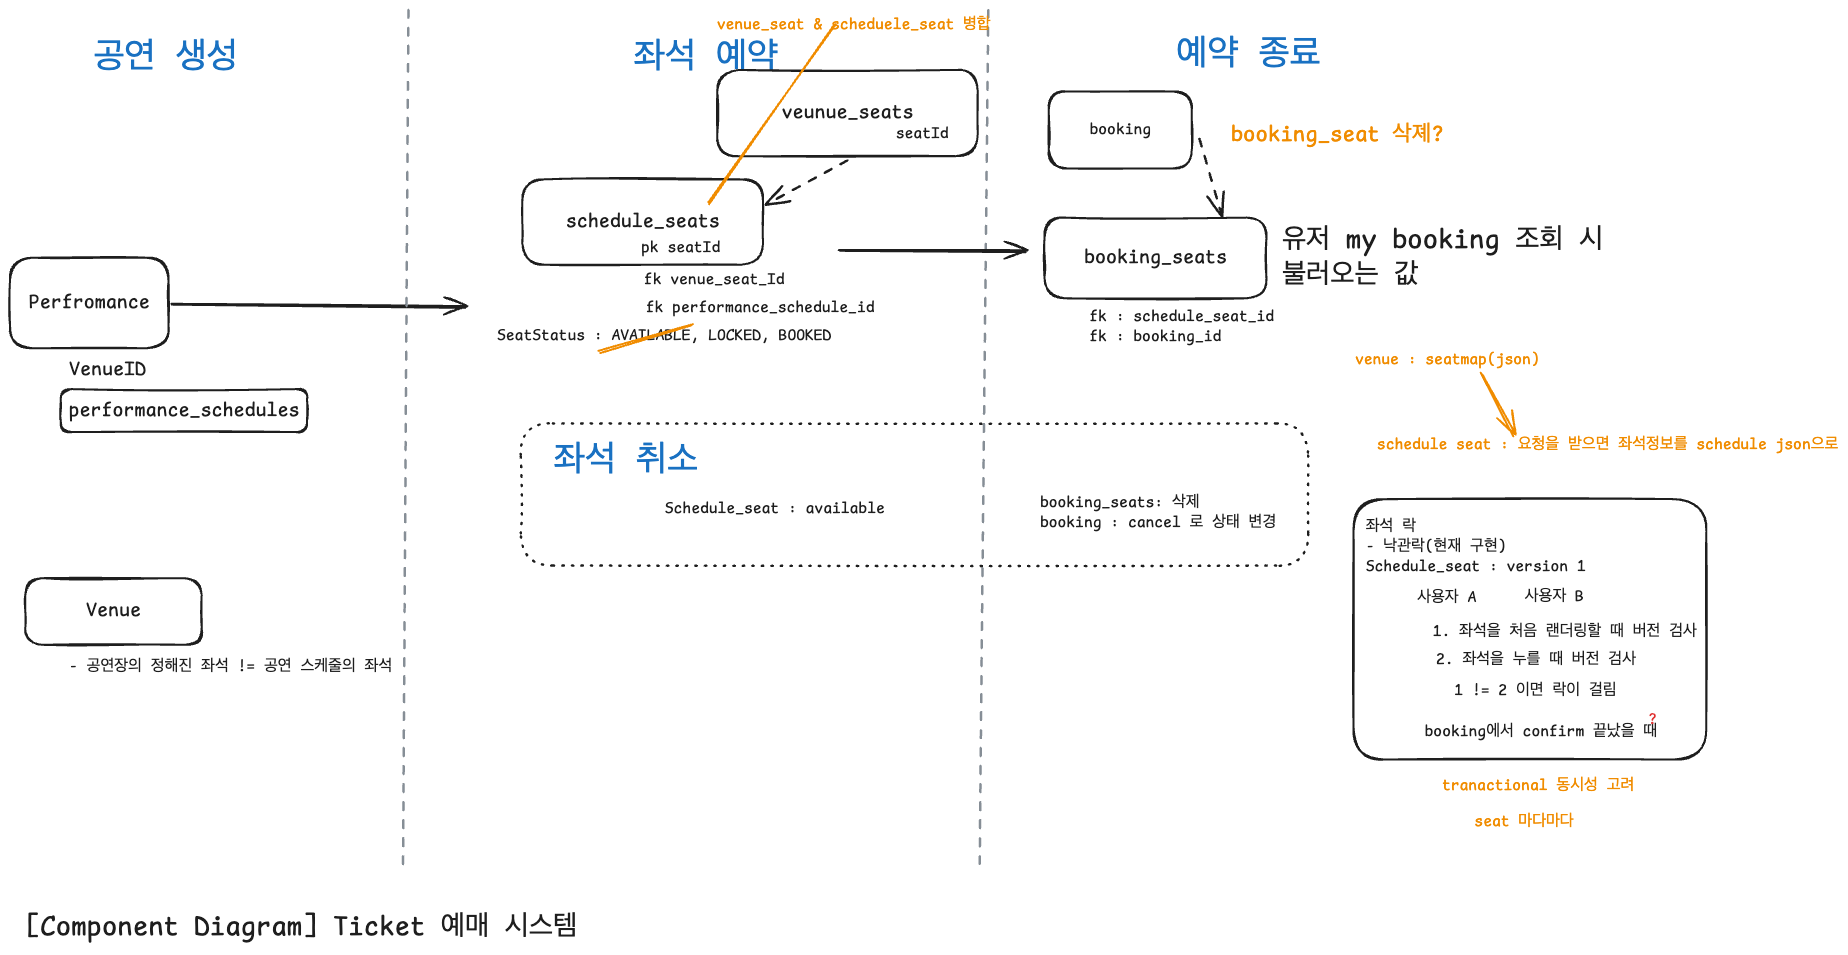 공연 생성
Perfromance
VenueID
performance_schedules
Venue
- 공연장의 정해진 좌석 != 공연 스케줄의 좌석
venue_seat & scheduele_seat 병합
좌석 예약
veunue_seats
seatId
schedule_seats
pk seatId
fk venue_seat_Id
fk performance_schedule_id
SeatStatus : AVAILABLE, LOCKED, BOOKED
예약 종료
booking
booking_seat 삭제?
booking_seats
유저 my booking 조회 시
불러오는 값
fk : schedule_seat_id
fk : booking_id
venue : seatmap(json)
schedule seat : 요청을 받으면 좌석정보를 schedule json으로
좌석 취소
Schedule_seat : available
booking_seats: 삭제
booking : cancel 로 상태 변경
좌석 락
- 낙관락(현재 구현)
Schedule_seat : version 1
사용자 A
사용자 B
1. 좌석을 처음 랜더링할 때 버전 검사
2. 좌석을 누를 때 버전 검사
1 != 2 이면 락이 걸림
?
booking에서 confirm 끝났을 때
tranactional 동시성 고려
seat 마다마다
[Component Diagram] Ticket 예매 시스템